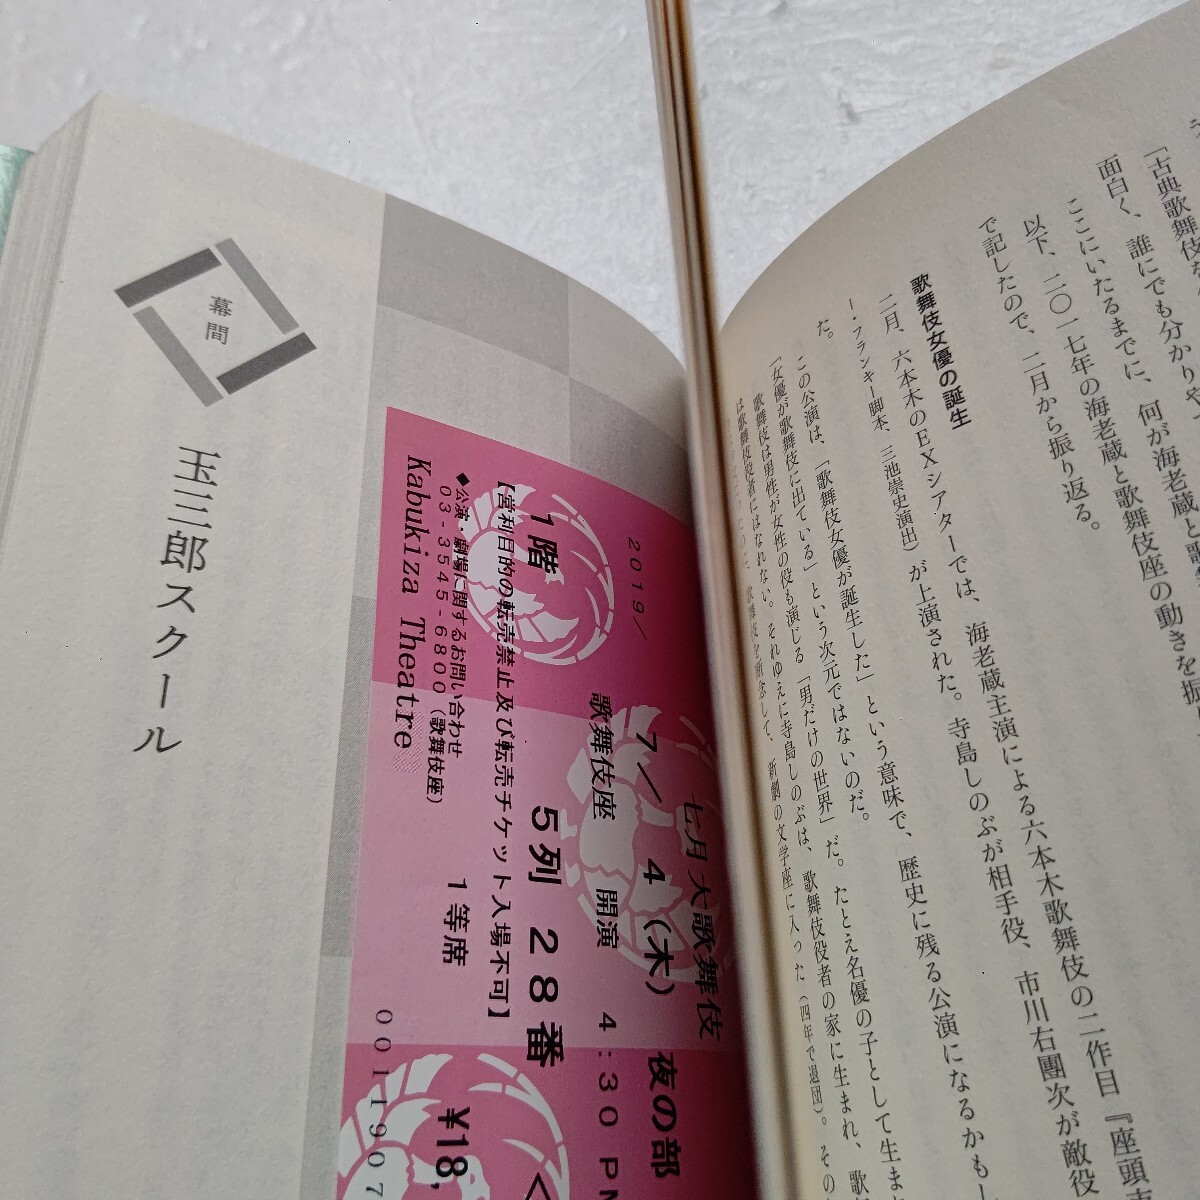 幕間
玉三郎スクール
2019/
7/ 4(木)
七月大歌舞伎 夜の部
歌舞伎座 開演 4:30 PM
1階 5列 28番
【営利目的の転売禁止及び転売チケット入場不可】
◆公演・劇場に関するお問い合わせ
03-3545-6800(歌舞伎座)
1等席
¥18,
Kabukiza Theatre
001907
「古典歌舞伎を
面白く、誰にでも分かりや
ここにいたるまでに、何が海老蔵と歌
以下、二〇一七年の海老蔵と歌舞伎座の動きを振
で記したので、二月から振り返る。
歌舞伎女優の誕生
二月、六本木のEXシアターでは、海老蔵主演による六本木歌舞伎の二作目『座頭市
ー・フランキー脚本、三池崇史演出)が上演された。寺島しのぶが相手役、市川右團次が敵役
だ。
この公演は、「歌舞伎女優が誕生した」という意味で、歴史に残る公演になるかもし
「女優が歌舞伎に出ている」という次元ではないのだ。
歌舞伎は男性が女性の役も演じる「男だけの世界」だ。たとえ名優の子として生ま
は歌舞伎役者にはなれない。それゆえに寺島しのぶは、歌舞伎役者の家に生まれ、歌
歌舞伎を断念して、新劇の文学座に入った(四年で退団)。その